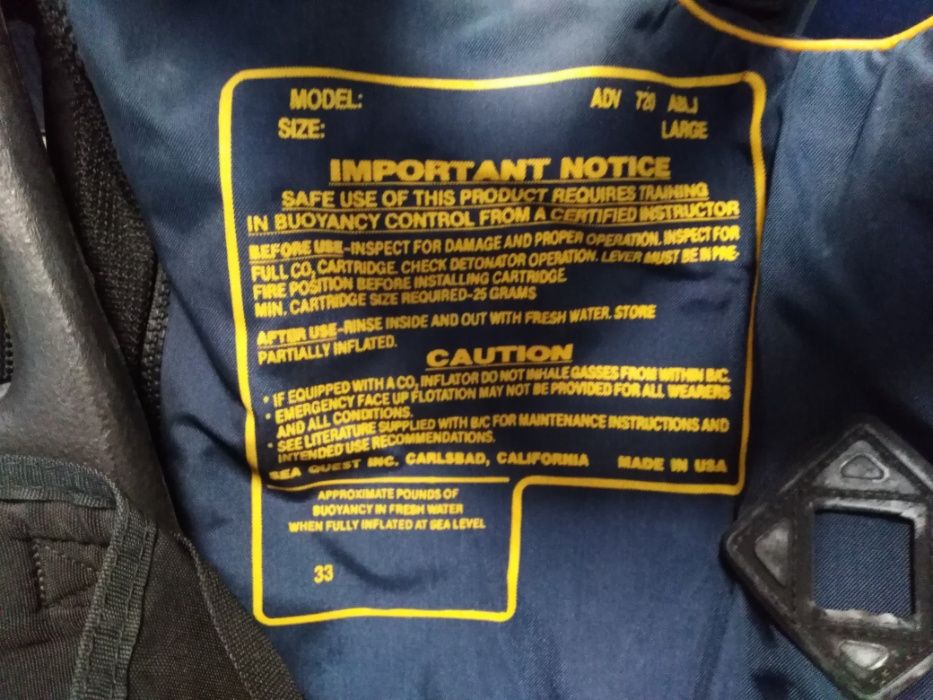 MODEL: ADV 720 ABLJ
SIZE: LARGE
IMPORTANT NOTICE
SAFE USE OF THIS PRODUCT REQUIRES TRAINING
IN BUOYANCY CONTROL FROM A CERTIFIED INSTRUCTOR
BEFORE USE-INSPECT FOR DAMAGE AND PROPER OPERATION. INSPECT FOR
FULL CO₂ CARTRIDGE. CHECK DETONATOR OPERATION. LEVER MUST BE IN PRE-
FIRE POSITION BEFORE INSTALLING CARTRIDGE
MIN. CARTRIDGE SIZE REQUIRED-25 GRAMS
AFTER USE-RINSE INSIDE AND OUT WITH FRESH WATER. STORE
PARTIALLY INFLATED.
CAUTION
• IF EQUIPPED WITH A CO₂ INFLATOR DO NOT INHALE GASSES FROM WITHIN B/C.
• EMERGENCY FACE UP FLOTATION MAY NOT BE PROVIDED FOR ALL WEARERS
AND ALL CONDITIONS.
• SEE LITERATURE SUPPLIED WITH B/C FOR MAINTENANCE INSTRUCTIONS AND
INTENDED USE RECOMMENDATIONS.
SEA QUEST INC. CARLSBAD, CALIFORNIA MADE IN USA
APPROXIMATE POUNDS OF
BUOYANCY IN FRESH WATER
WHEN FULLY INFLATED AT SEA LEVEL
33